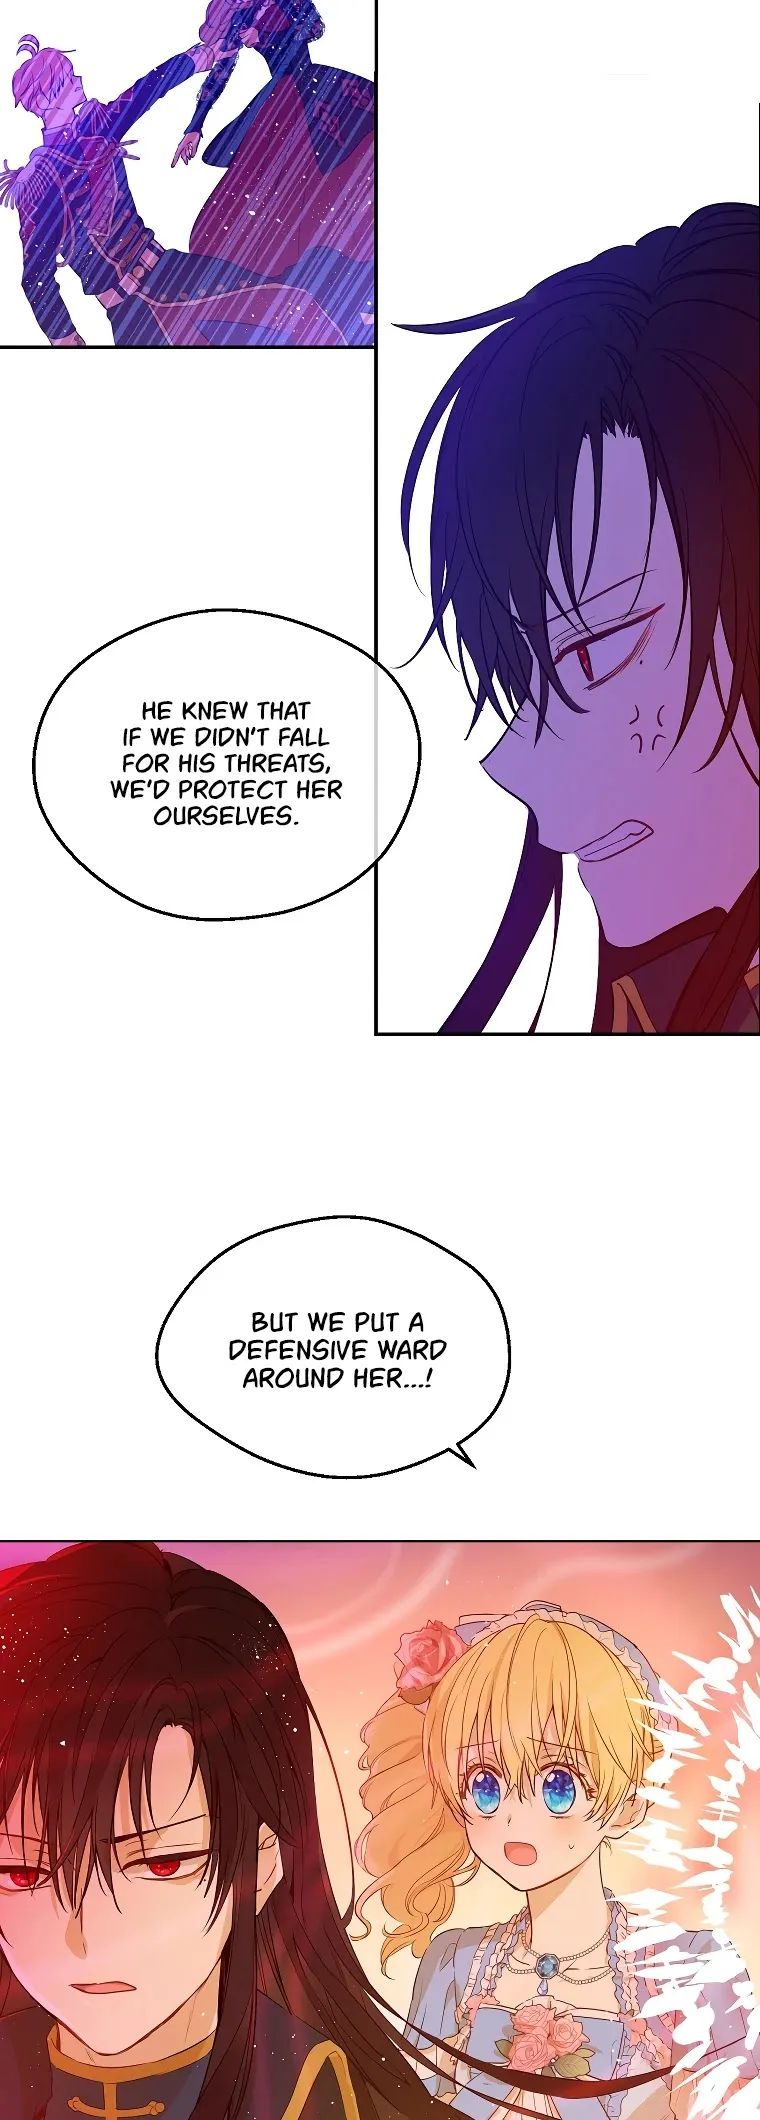 HE KNEW THAT
IF WE DIDN'T FALL
FOR HIS THREATS,
WE'D PROTECT HER
OURSELVES.
BUT WE PUT A
DEFENSIVE WARD
AROUND HER...!